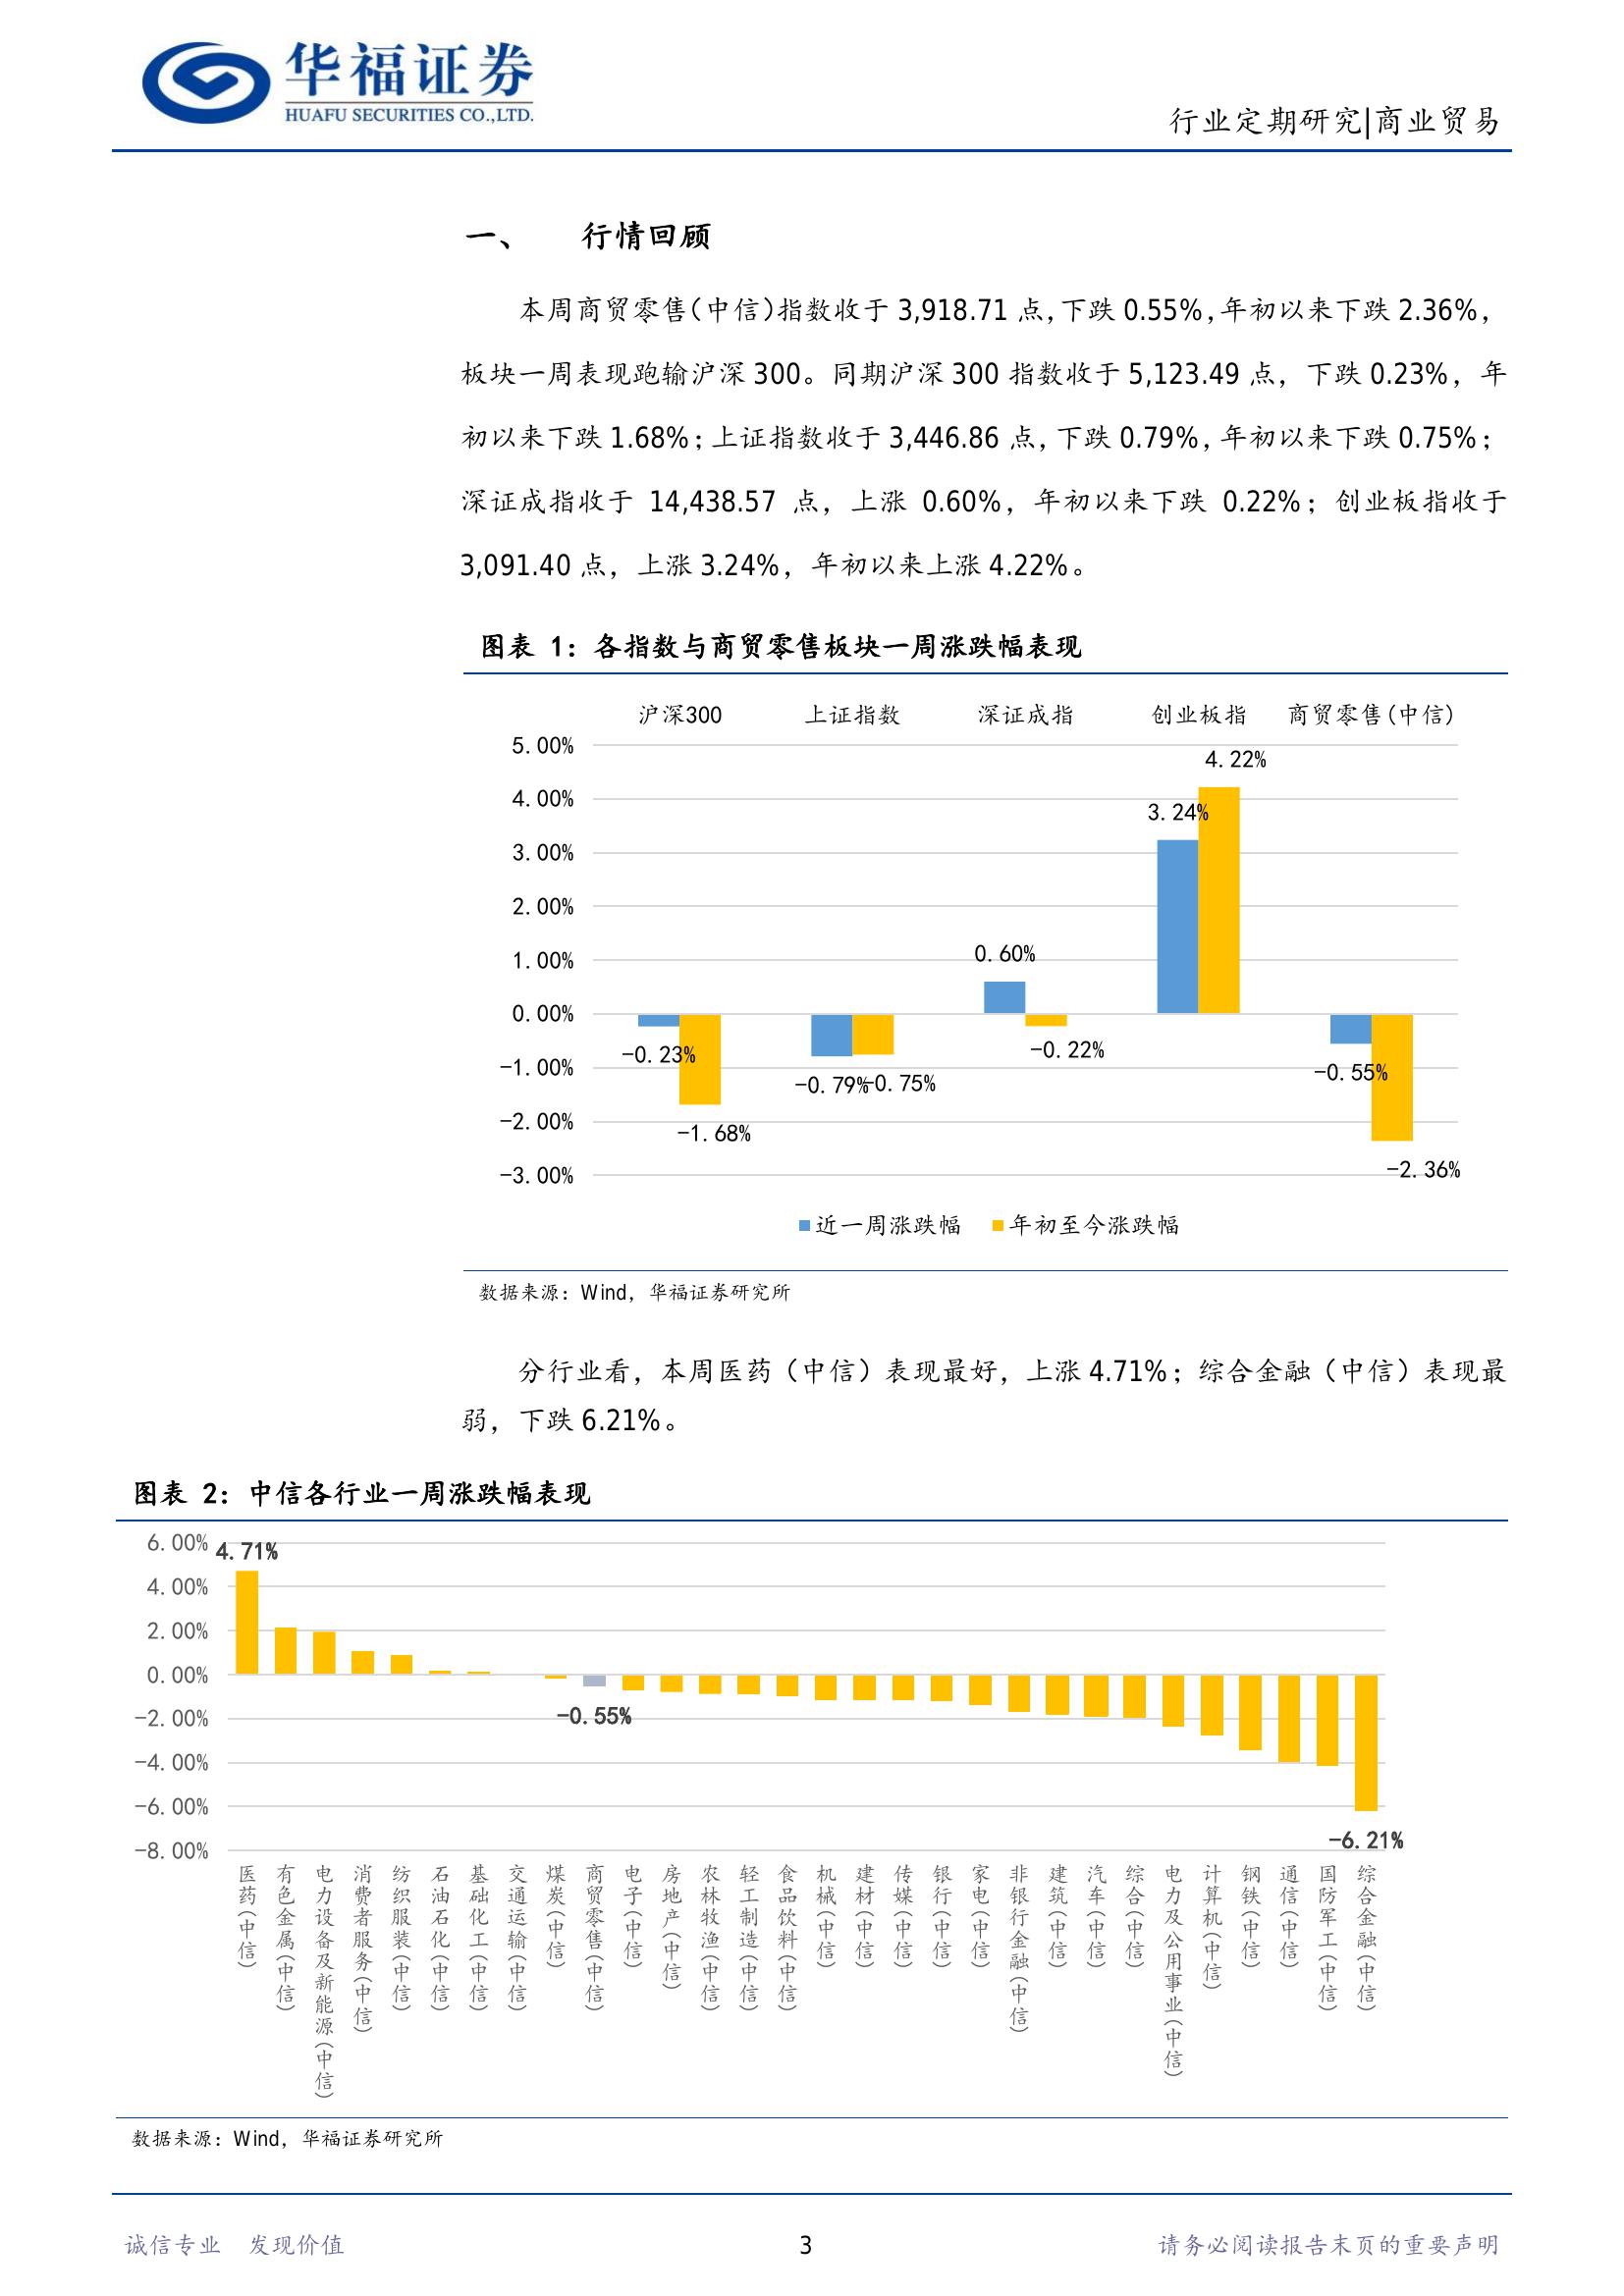 华福证券
HUAFU SECURITIES CO.,LTD.
行业定期研究|商业贸易
一、 行情回顾
本周商贸零售(中信)指数收于 3,918.71 点,下跌 0.55%,年初以来下跌 2.36%,
板块一周表现跑输沪深 300。同期沪深 300 指数收于 5,123.49 点，下跌 0.23%，年
初以来下跌 1.68%；上证指数收于 3,446.86 点,下跌 0.79%,年初以来下跌 0.75%；
深证成指收于 14,438.57 点，上涨 0.60%，年初以来下跌 0.22%；创业板指收于
3,091.40 点，上涨 3.24%，年初以来上涨 4.22%。
图表 1：各指数与商贸零售板块一周涨跌幅表现
沪深300 上证指数 深证成指 创业板指 商贸零售(中信)
5.00%
4.00%
3.00%
2.00%
1.00%
0.00%
-1.00%
-2.00%
-3.00%
-0.23%
-1.68%
-0.79%
-0.75%
0.60%
-0.22%
3.24%
4.22%
-0.55%
-2.36%
近一周涨跌幅 年初至今涨跌幅
数据来源：Wind，华福证券研究所
分行业看，本周医药（中信）表现最好，上涨 4.71%；综合金融（中信）表现最
弱，下跌 6.21%。
图表 2：中信各行业一周涨跌幅表现
6.00%
4.00%
2.00%
0.00%
-2.00%
-4.00%
-6.00%
-8.00%
4.71%
-0.55%
-6.21%
医药(中信)
有色金属(中信)
电力设备及新能源(中信)
消费者服务(中信)
纺织服装(中信)
石油石化(中信)
基础化工(中信)
交通运输(中信)
煤炭(中信)
商贸零售(中信)
电子(中信)
房地产(中信)
农林牧渔(中信)
轻工制造(中信)
食品饮料(中信)
机械(中信)
建材(中信)
传媒(中信)
银行(中信)
家电(中信)
非银行金融(中信)
建筑(中信)
汽车(中信)
综合(中信)
电力及公用事业(中信)
计算机(中信)
钢铁(中信)
通信(中信)
国防军工(中信)
综合金融(中信)
数据来源：Wind，华福证券研究所
诚信专业 发现价值
3
请务必阅读报告末页的重要声明